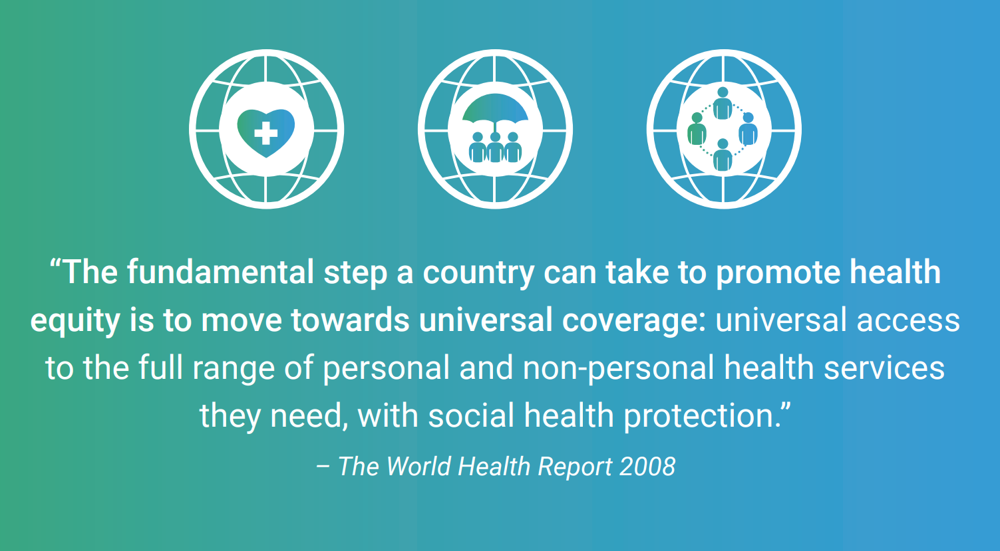 “The fundamental step a country can take to promote health
equity is to move towards universal coverage: universal access
to the full range of personal and non-personal health services
they need, with social health protection.”
– The World Health Report 2008